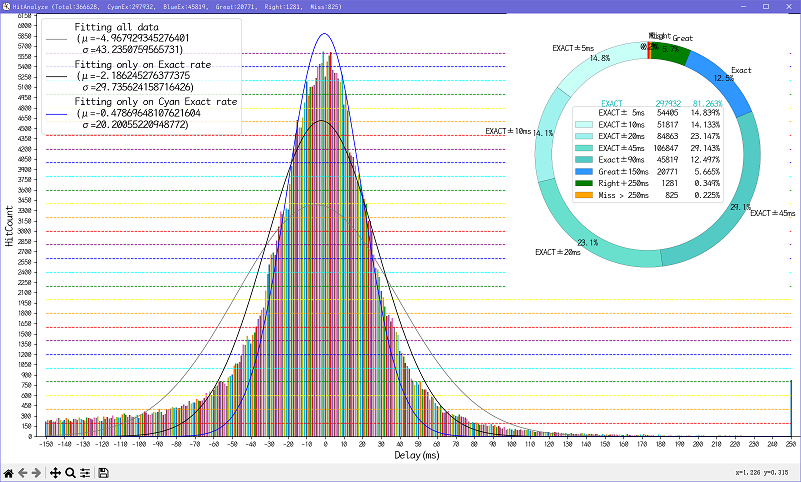 HitAnalyze (Total:366628, CyanEx:297932, BlueEx:45819, Great:20771, Right:1281, Miss:825)
Fitting all data
(μ=-4.967929345276401
σ=43.2350759565731)
Fitting only on Exact rate
(μ=-2.186245276377375
σ=29.735624158716426)
Fitting only on Cyan Exact rate
(μ=-0.47869648107621604
σ=20.20055220948772)
HitCount
6150
6000
5850
5700
5550
5400
5250
5100
4950
4800
4650
4500
4350
4200
4050
3900
3750
3600
3450
3300
3150
3000
2850
2700
2550
2400
2250
2100
1950
1800
1650
1500
1350
1200
1050
900
750
600
450
300
150
0
-150 -140 -130 -120 -110 -100 -90 -80 -70 -60 -50 -40 -30 -20 -10 0 10 20 30 40 50 60 70 80 90 100 110 120 130 140 150 160 170 180 190 200 210 220 230 240 250
Delay(ms)
Right
Great
5.7%
Exact
12.5%
EXACT±5ms
14.8%
EXACT±10ms
14.1%
EXACT±20ms
23.1%
EXACT±45ms
29.1%
EXACT 297932 81.263%
EXACT± 5ms 54405 14.839%
EXACT±10ms 51817 14.133%
EXACT±20ms 84863 23.147%
EXACT±45ms 106847 29.143%
Exact±90ms 45819 12.497%
Great±150ms 20771 5.665%
Right+250ms 1281 0.349%
Miss > 250ms 825 0.225%
x=1.226 y=0.315